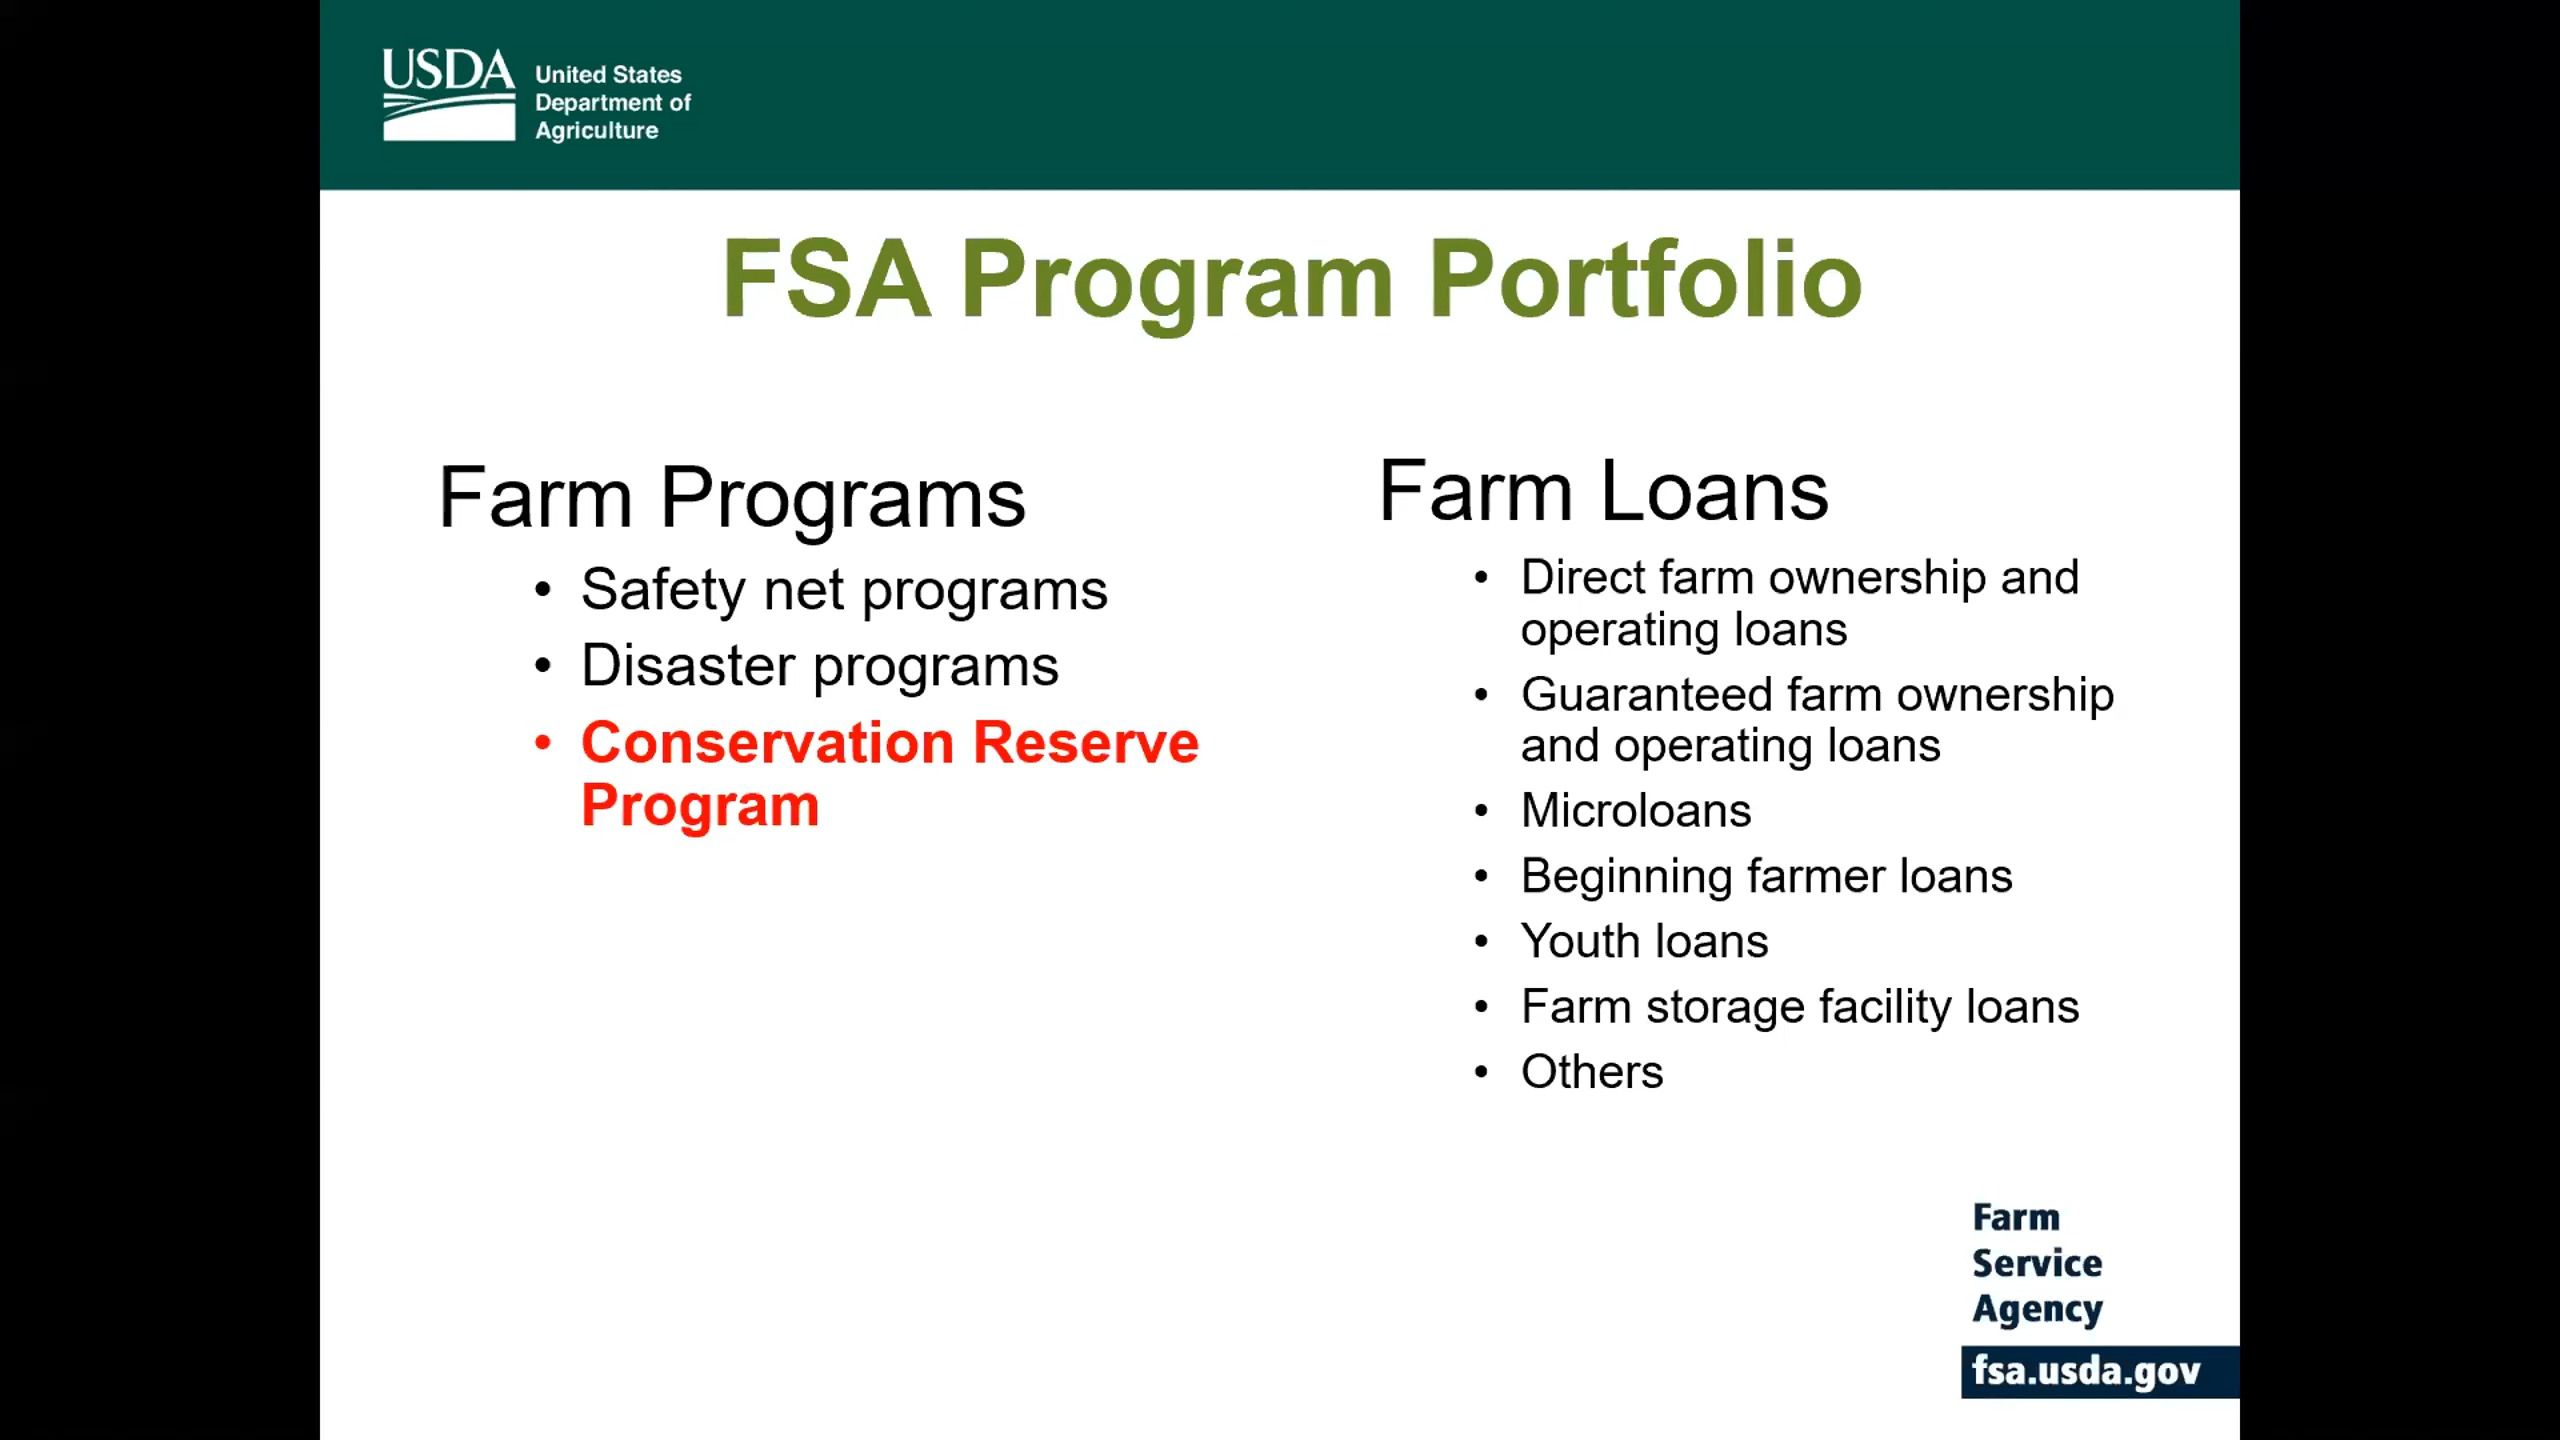 USDA
United States
Department of
Agriculture
FSA Program Portfolio
Farm Programs
• Safety net programs
• Disaster programs
• Conservation Reserve
Program
Farm Loans
• Direct farm ownership and
operating loans
• Guaranteed farm ownership
and operating loans
• Microloans
• Beginning farmer loans
• Youth loans
• Farm storage facility loans
• Others
Farm
Service
Agency
fsa.usda.gov